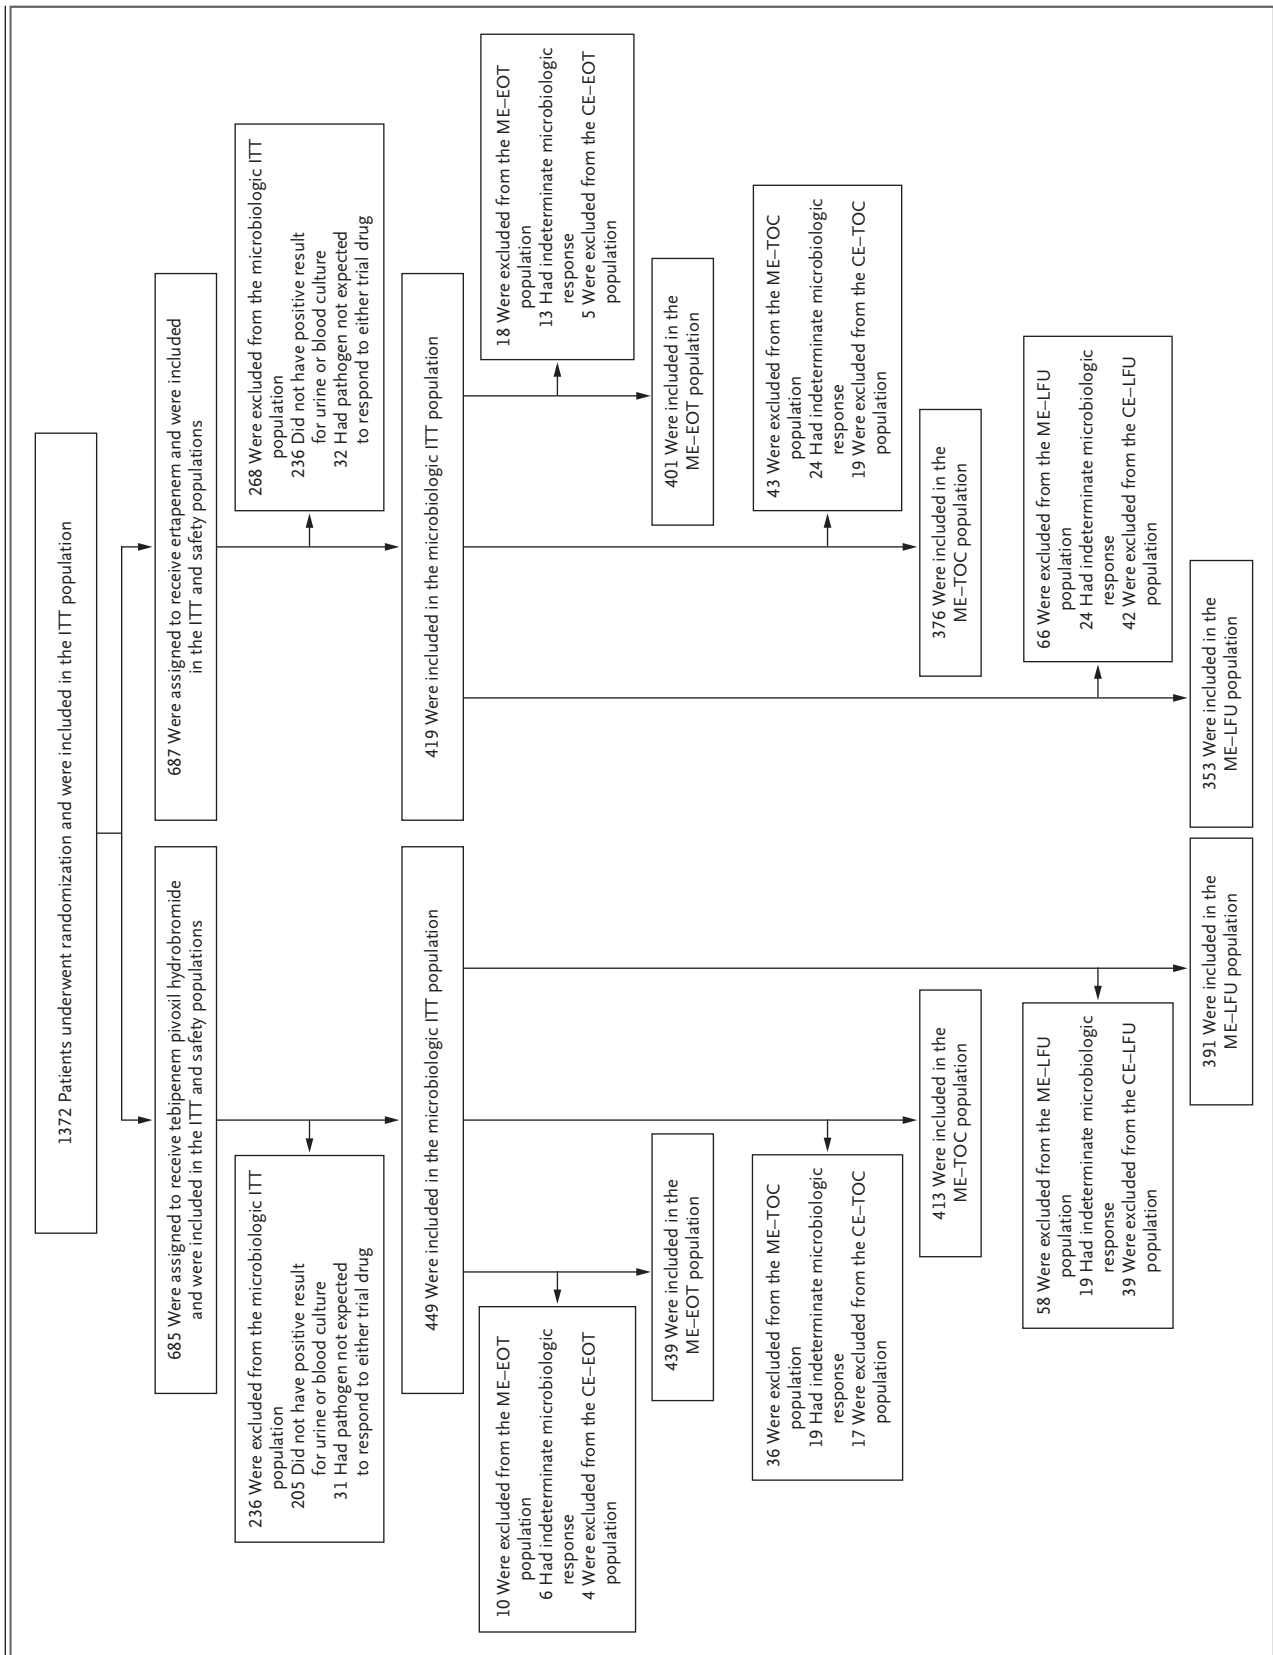 1372 Patients underwent randomization and were included in the ITT population
685 Were assigned to receive tebipenem pivoxil hydrobromide
and were included in the ITT and safety populations
687 Were assigned to receive ertapenem and were included
in the ITT and safety populations
236 Were excluded from the microbiologic ITT
population
205 Did not have positive result
for urine or blood culture
31 Had pathogen not expected
to respond to either trial drug
268 Were excluded from the microbiologic ITT
population
236 Did not have positive result
for urine or blood culture
32 Had pathogen not expected
to respond to either trial drug
449 Were included in the microbiologic ITT population
419 Were included in the microbiologic ITT population
10 Were excluded from the ME–EOT
population
6 Had indeterminate microbiologic
response
4 Were excluded from the CE–EOT
population
18 Were excluded from the ME–EOT
population
13 Had indeterminate microbiologic
response
5 Were excluded from the CE–EOT
population
439 Were included in the
ME–EOT population
401 Were included in the
ME–EOT population
36 Were excluded from the ME–TOC
population
19 Had indeterminate microbiologic
response
17 Were excluded from the CE–TOC
population
43 Were excluded from the ME–TOC
population
24 Had indeterminate microbiologic
response
19 Were excluded from the CE–TOC
population
413 Were included in the
ME–TOC population
376 Were included in the
ME–TOC population
58 Were excluded from the ME–LFU
population
19 Had indeterminate microbiologic
response
39 Were excluded from the CE–LFU
population
66 Were excluded from the ME–LFU
population
24 Had indeterminate microbiologic
response
42 Were excluded from the CE–LFU
population
391 Were included in the
ME–LFU population
353 Were included in the
ME–LFU population